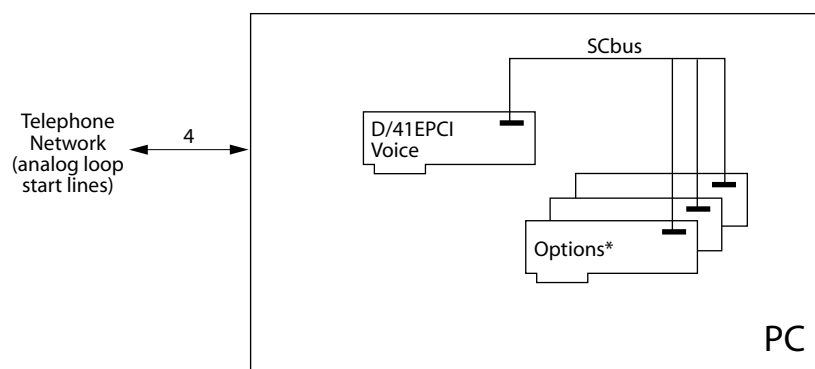 SCbus
Telephone
Network
(analog loop
start lines)
4
D/41EPCI
Voice
Options*
PC